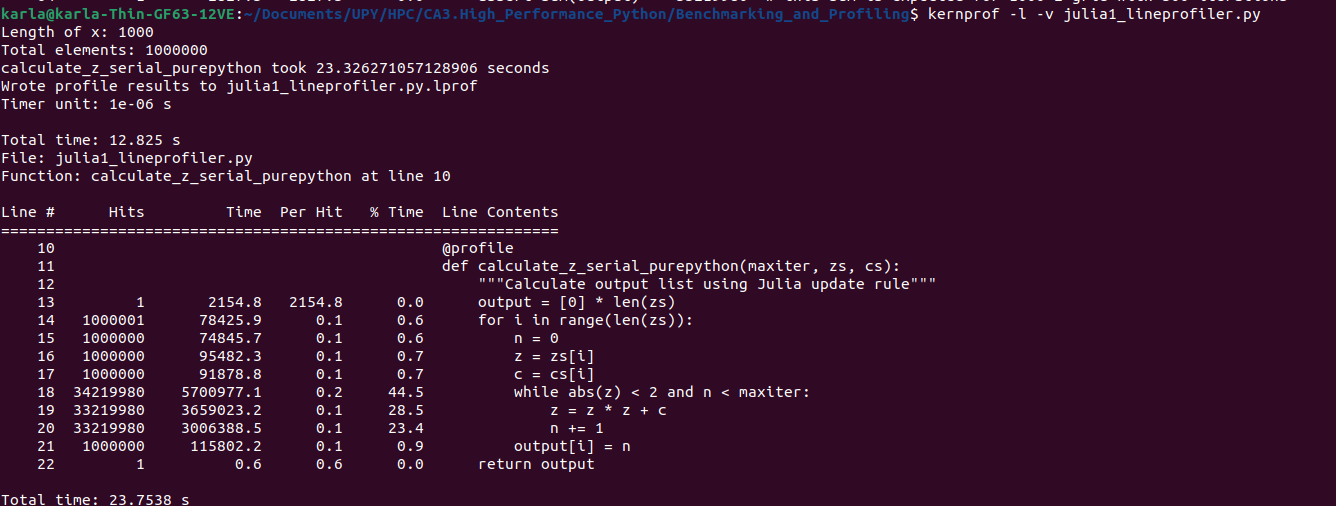 karla@karla-Thin-GF63-12VE:~/Documents/UPY/HPC/CA3.High_Performance_Python/Benchmarking_and_Profiling$ kernprof -l -v julia1_lineprofiler.py
Length of x: 1000
Total elements: 1000000
calculate_z_serial_purepython took 23.326271057128906 seconds
Wrote profile results to julia1_lineprofiler.py.lprof
Timer unit: 1e-06 s

Total time: 12.825 s
File: julia1_lineprofiler.py
Function: calculate_z_serial_purepython at line 10

Line #      Hits         Time  Per Hit   % Time  Line Contents
==============================================================
    10                                           @profile
    11                                           def calculate_z_serial_purepython(maxiter, zs, cs):
    12                                               """Calculate output list using Julia update rule"""
    13         1       2154.8   2154.8      0.0      output = [0] * len(zs)
    14   1000001      78425.9      0.1      0.6      for i in range(len(zs)):
    15   1000000      74845.7      0.1      0.6          n = 0
    16   1000000      95482.3      0.1      0.7          z = zs[i]
    17   1000000      91878.8      0.1      0.7          c = cs[i]
    18  34219980    5700977.1      0.2     44.5          while abs(z) < 2 and n < maxiter:
    19  33219980    3659023.2      0.1     28.5              z = z * z + c
    20  33219980    3006388.5      0.1     23.4              n += 1
    21   1000000     115802.2      0.1      0.9          output[i] = n
    22         1          0.6      0.6      0.0      return output

Total time: 23.7538 s